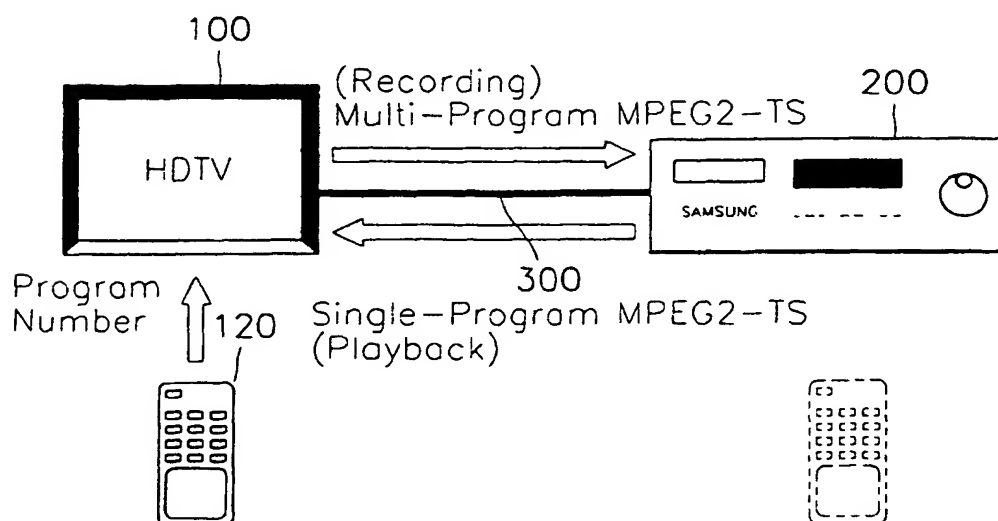 100
(Recording)
Multi-Program MPEG2-TS
200
HDTV
SAMSUNG
300
Program
Number
120
Single-Program MPEG2-TS
(Playback)